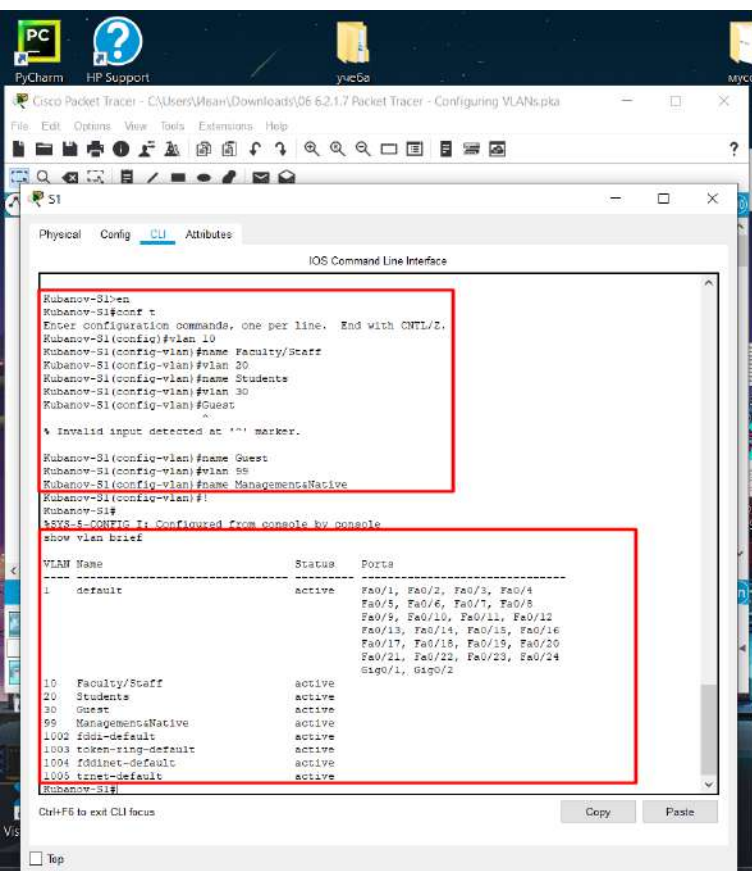 PC
PyCharm
HP Support
учеба
Cisco Packet Tracer - C:\Users\Иван\Downloads\06 6.2.1.7 Packet Tracer - Configuring VLANs.pka
File Edit Options View Tools Extensions Help
?
S1
Physical Config CLI Attributes
IOS Command Line Interface
Kubanov-S1>en
Kubanov-S1#conf t
Enter configuration commands, one per line. End with CNTL/Z.
Kubanov-S1(config)#vlan 10
Kubanov-S1(config-vlan)#name Faculty/Staff
Kubanov-S1(config-vlan)#vlan 20
Kubanov-S1(config-vlan)#name Students
Kubanov-S1(config-vlan)#vlan 30
Kubanov-S1(config-vlan)#Guest
^
% Invalid input detected at '^' marker.
Kubanov-S1(config-vlan)#name Guest
Kubanov-S1(config-vlan)#vlan 99
Kubanov-S1(config-vlan)#name Management&Native
Kubanov-S1(config-vlan)#!
Kubanov-S1#
%SYS-5-CONFIG_I: Configured from console by console
show vlan brief
VLAN Name Status Ports
---- -------------------------------- --------- -------------------------------
1 default active Fa0/1, Fa0/2, Fa0/3, Fa0/4
Fa0/5, Fa0/6, Fa0/7, Fa0/8
Fa0/9, Fa0/10, Fa0/11, Fa0/12
Fa0/13, Fa0/14, Fa0/15, Fa0/16
Fa0/17, Fa0/18, Fa0/19, Fa0/20
Fa0/21, Fa0/22, Fa0/23, Fa0/24
Gig0/1, Gig0/2
10 Faculty/Staff active
20 Students active
30 Guest active
99 Management&Native active
1002 fddi-default active
1003 token-ring-default active
1004 fddinet-default active
1005 trnet-default active
Kubanov-S1#
Ctrl+F6 to exit CLI focus
Copy
Paste
Top